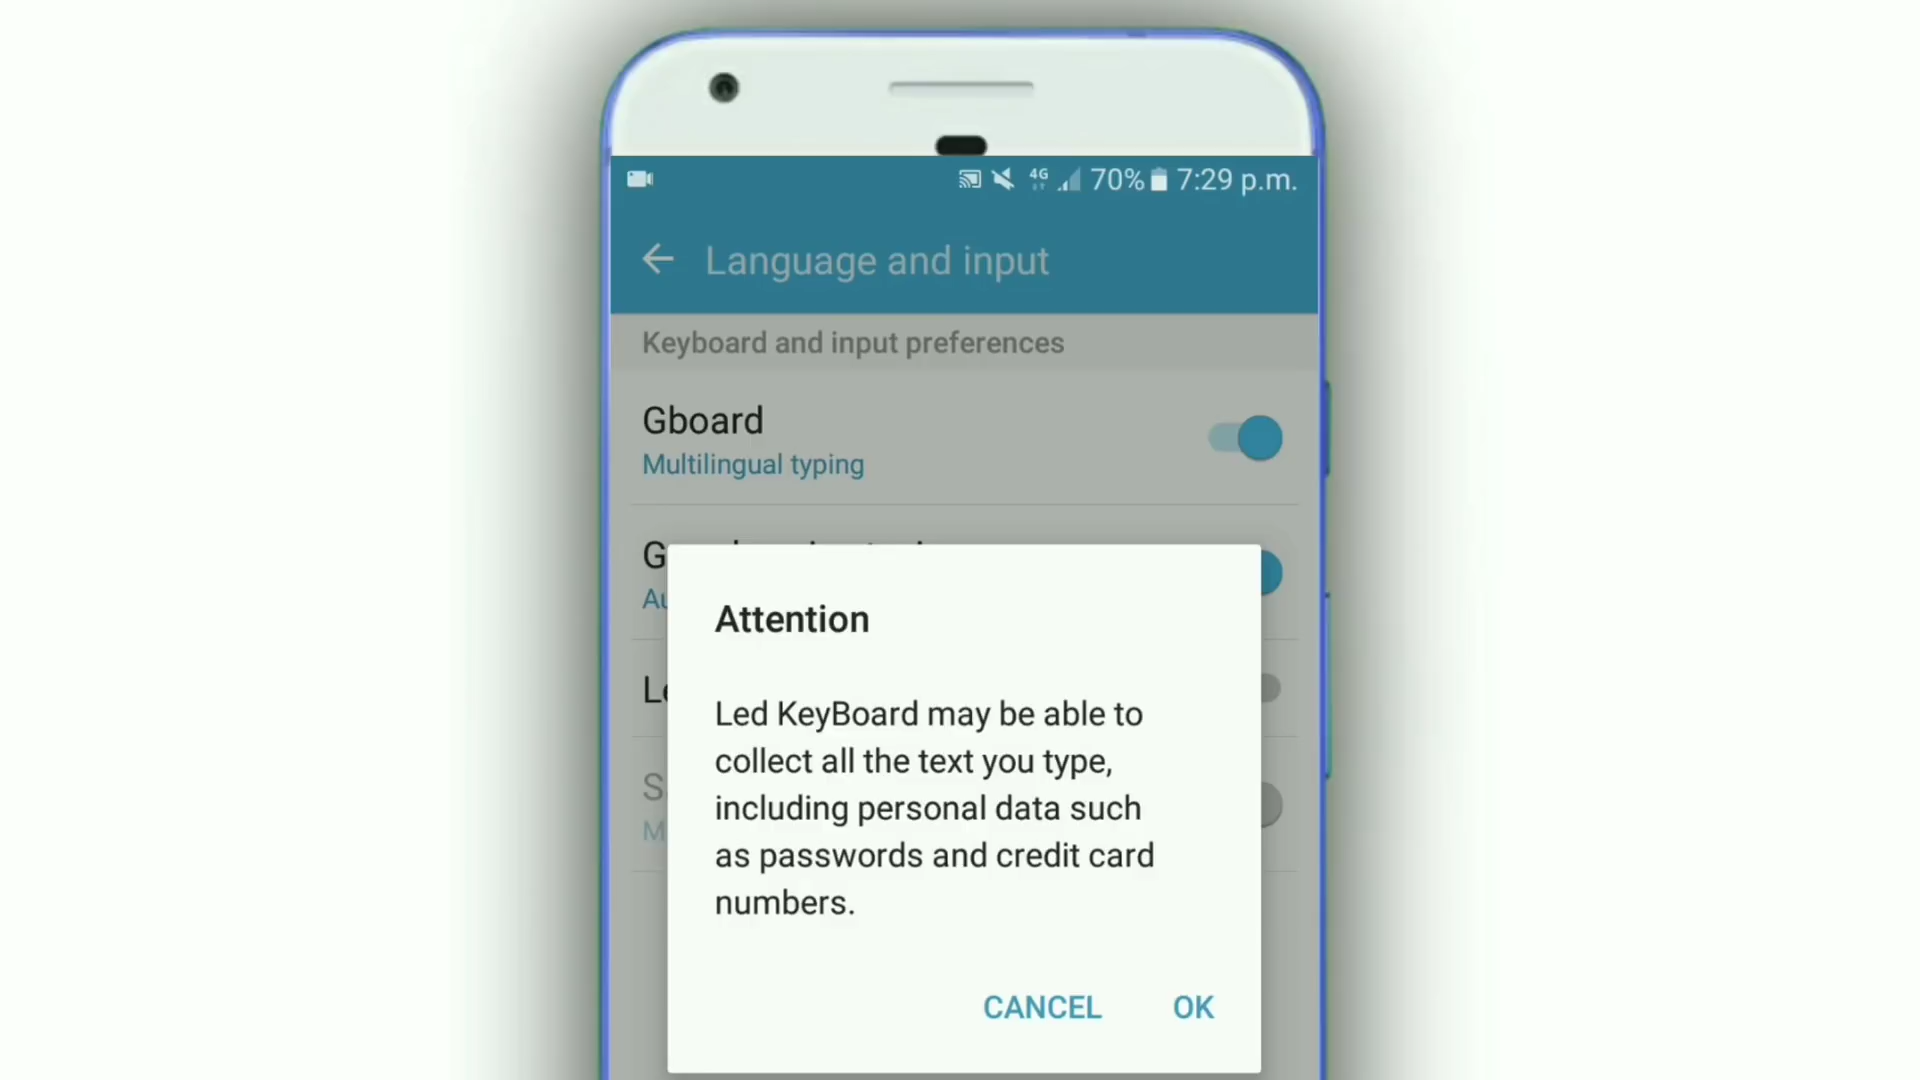 4G 70% 7:29 p.m.
Language and input
Keyboard and input preferences
Gboard
Multilingual typing
Attention
Led KeyBoard may be able to
collect all the text you type,
including personal data such
as passwords and credit card
numbers.
CANCEL OK